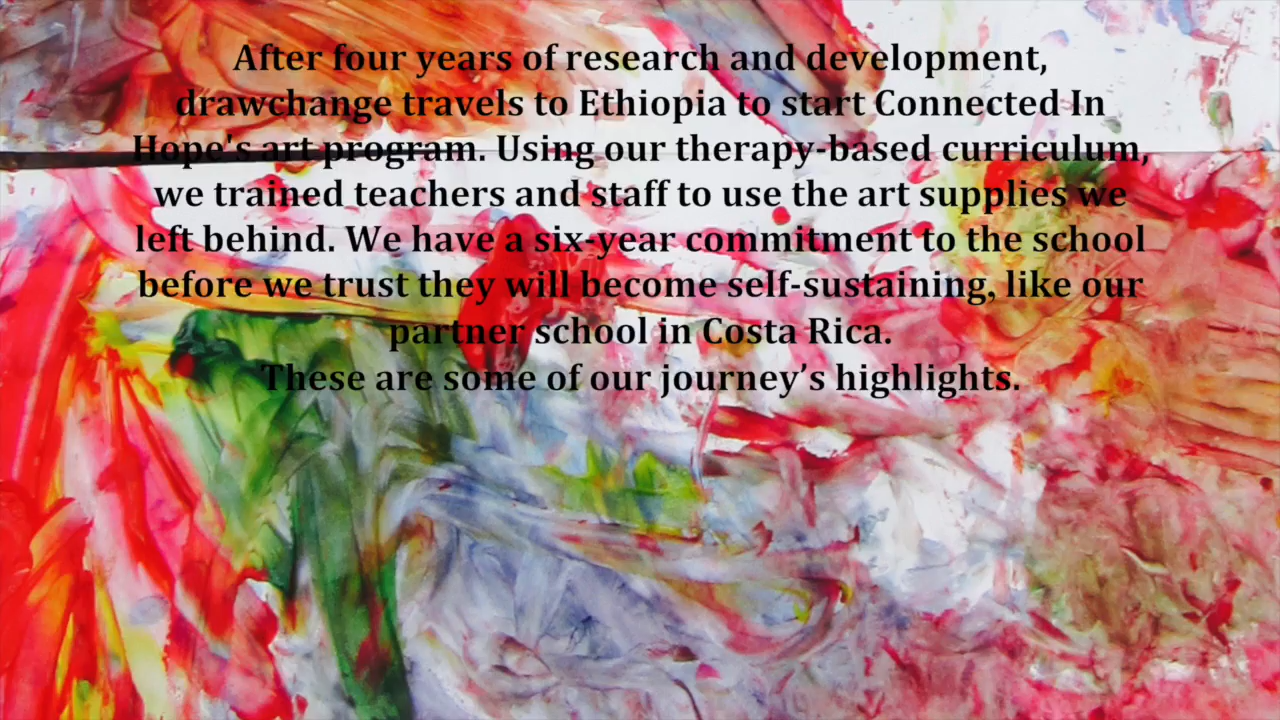 After four years of research and development,
drawchange travels to Ethiopia to start Connected In
Hope's art program. Using our therapy-based curriculum,
we trained teachers and staff to use the art supplies we
left behind. We have a six-year commitment to the school
before we trust they will become self-sustaining, like our
partner school in Costa Rica.
These are some of our journey’s highlights.